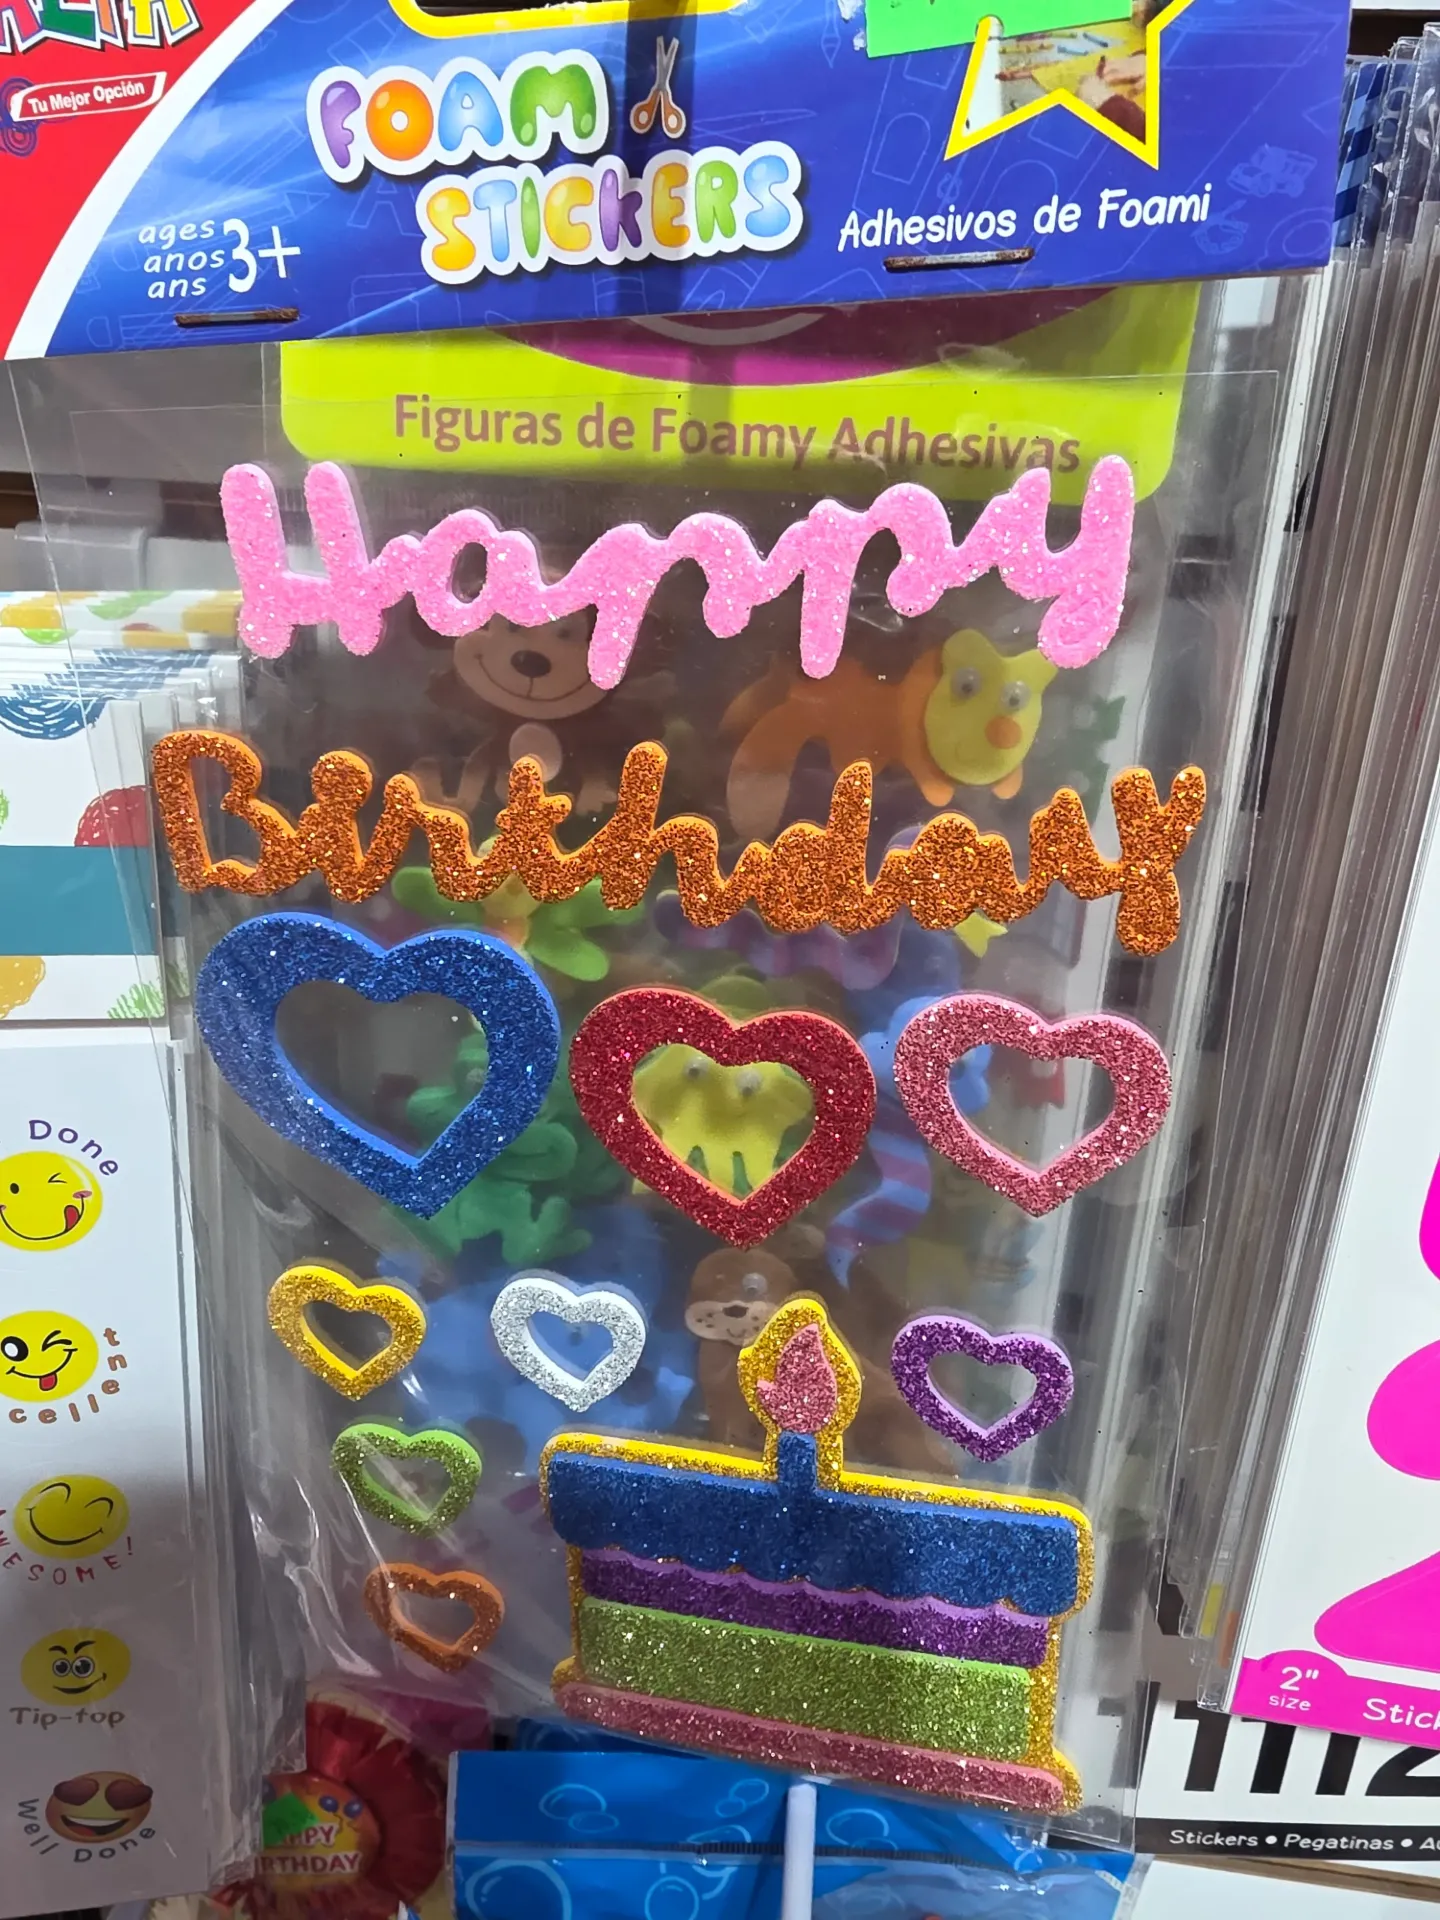 Tu Mejor Opción
FOAM
STICKERS
ages
anos
ans
3+
Adhesivos de Foami
Figuras de Foamy Adhesivas
Happy
Birthday
Done
AWESOME!
Tip-top
Well Done
BIRTHDAY
2"
size
Stickers • Pegatinas •